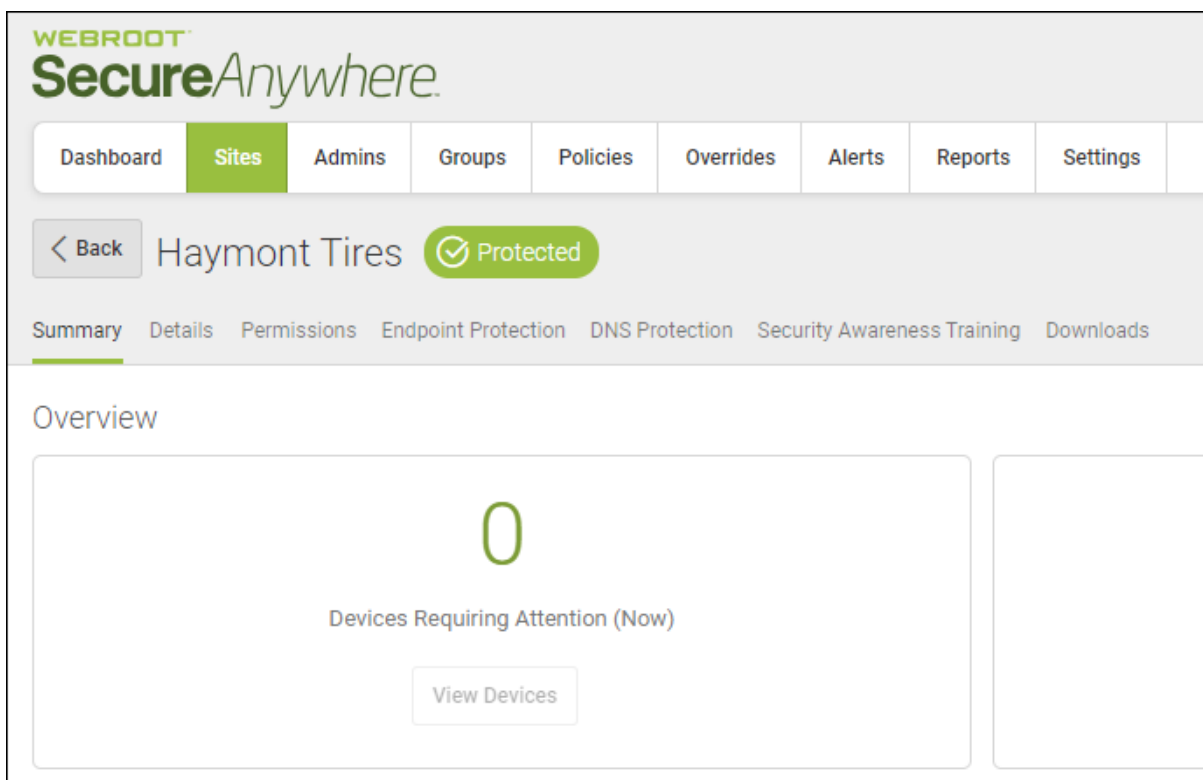 WEBROOT
SecureAnywhere
Dashboard Sites Admins Groups Policies Overrides Alerts Reports Settings
Back Haymont Tires Protected
Summary Details Permissions Endpoint Protection DNS Protection Security Awareness Training Downloads
Overview
0
Devices Requiring Attention (Now)
View Devices